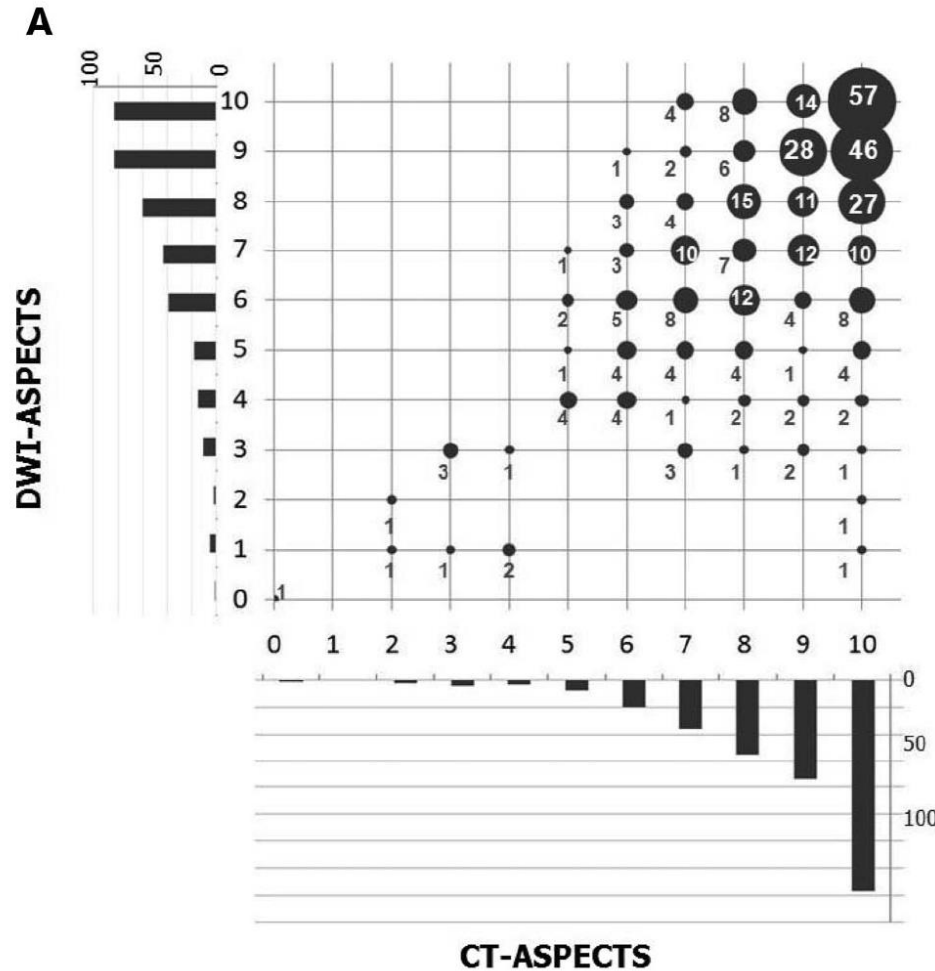 A
100 50 0
10 4 8 14 57
9 1 2 6 28 46
8 3 4 15 11 27
7 1 3 10 7 12 10
6 2 5 8 12 4 8
5 1 4 4 4 1 4
4 4 4 1 2 2 2
3 3 1 3 1 2 1
2 1 1
1 1 1 2 1
0 1
DWI-ASPECTS
0 1 2 3 4 5 6 7 8 9 10
0
50
100
CT-ASPECTS